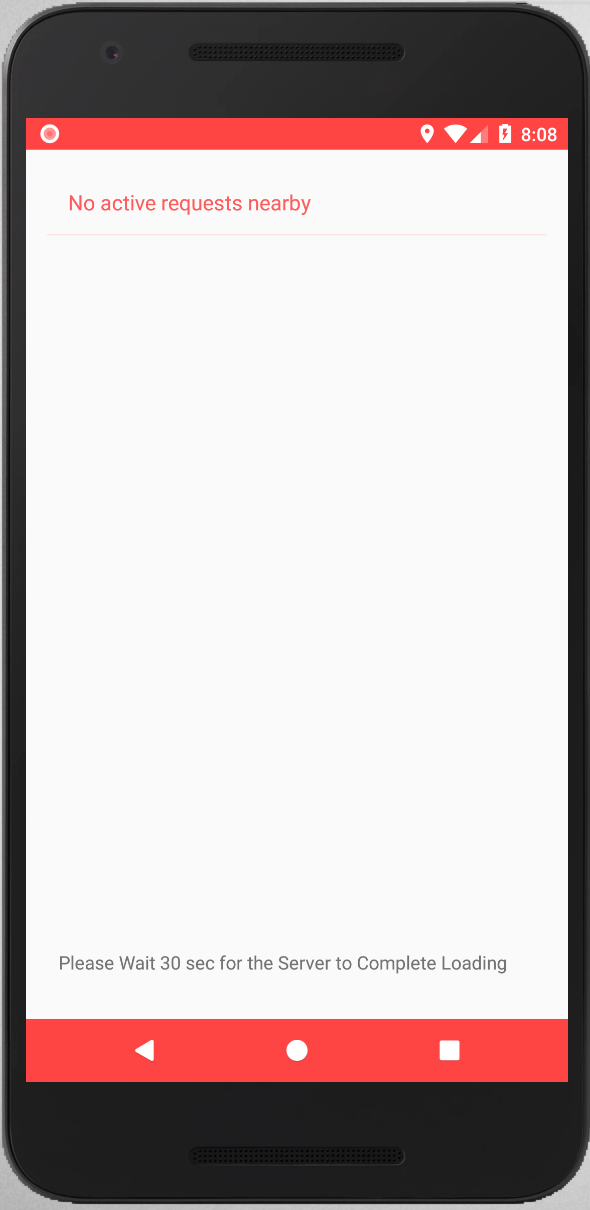 8:08
No active requests nearby
Please Wait 30 sec for the Server to Complete Loading